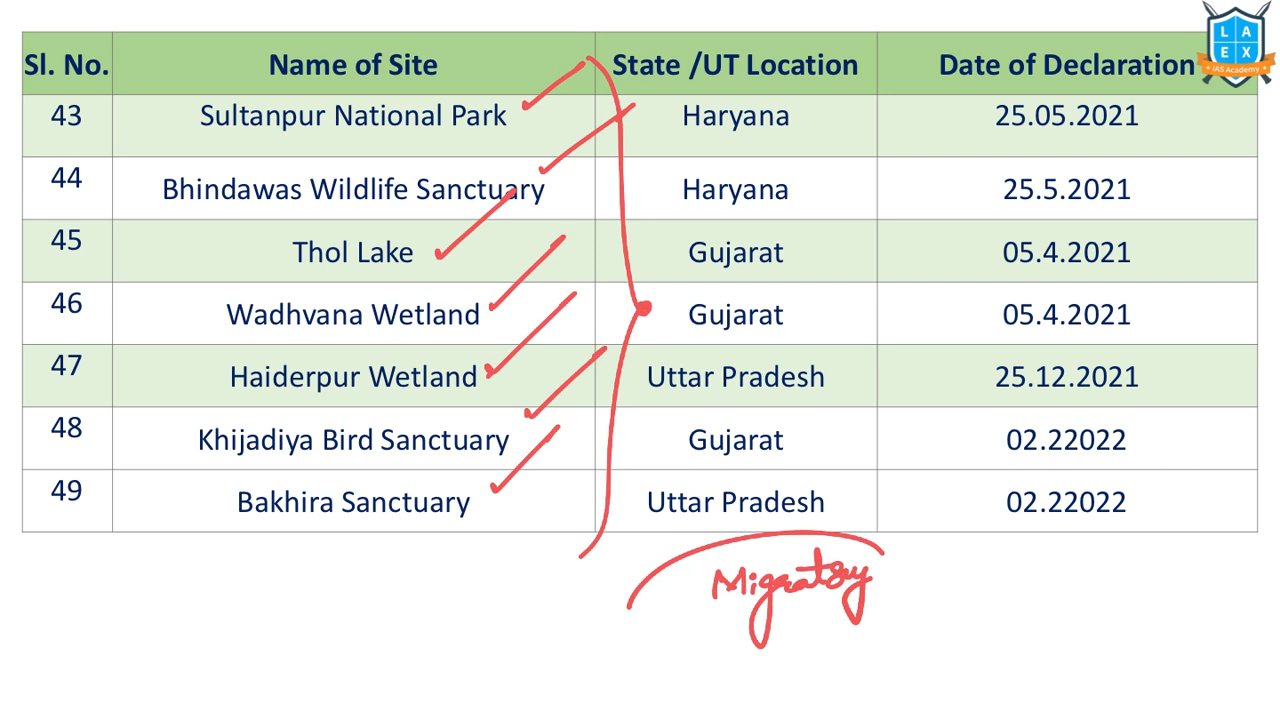 LAEX
IAS Academy
Sl. No. Name of Site State /UT Location Date of Declaration
43 Sultanpur National Park Haryana 25.05.2021
44 Bhindawas Wildlife Sanctuary Haryana 25.5.2021
45 Thol Lake Gujarat 05.4.2021
46 Wadhvana Wetland Gujarat 05.4.2021
47 Haiderpur Wetland Uttar Pradesh 25.12.2021
48 Khijadiya Bird Sanctuary Gujarat 02.22022
49 Bakhira Sanctuary Uttar Pradesh 02.22022
Migratory